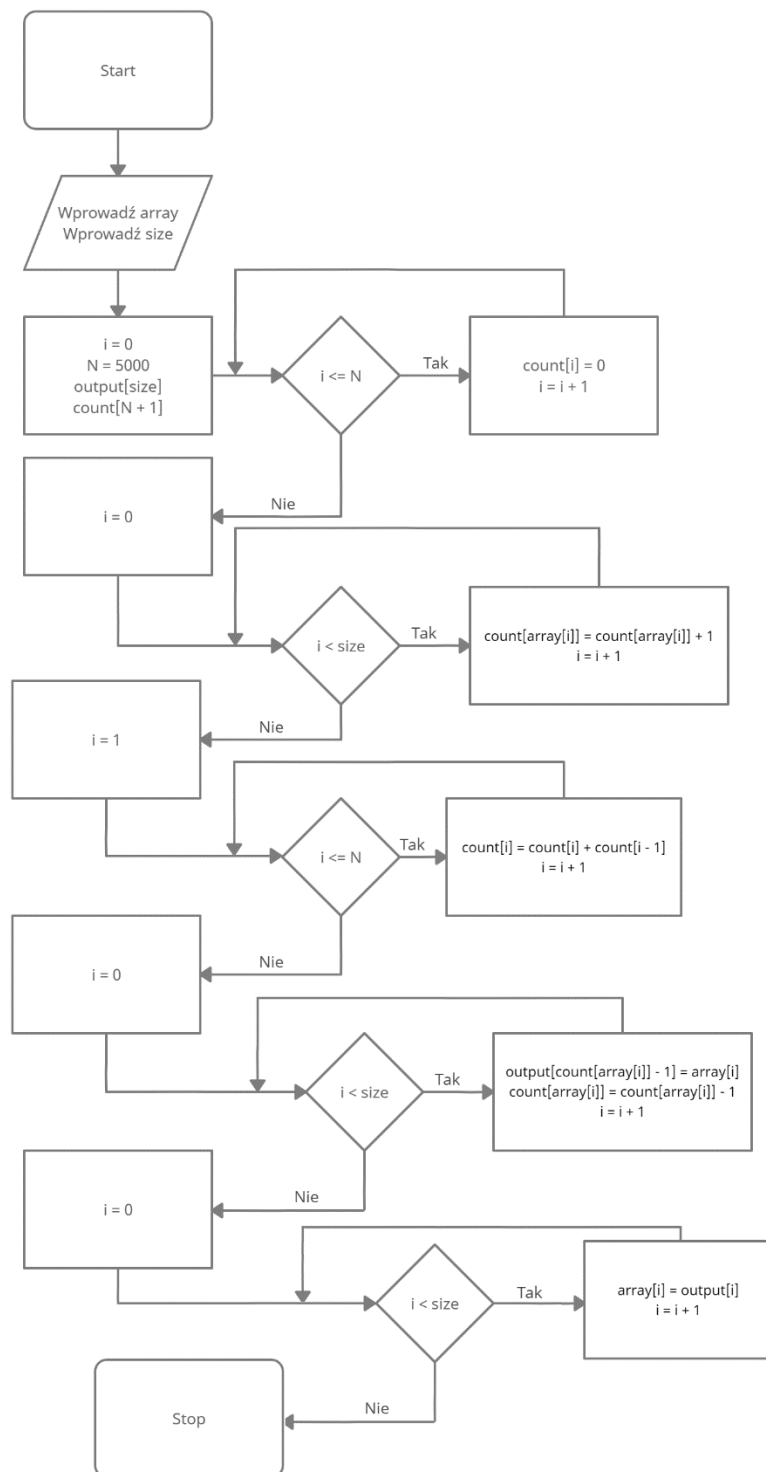 Start
Wprowadź array
Wprowadź size
i = 0
N = 5000
output[size]
count[N + 1]
i <= N
Tak
count[i] = 0
i = i + 1
Nie
i = 0
i < size
Tak
count[array[i]] = count[array[i]] + 1
i = i + 1
Nie
i = 1
i <= N
Tak
count[i] = count[i] + count[i - 1]
i = i + 1
Nie
i = 0
i < size
Tak
output[count[array[i]] - 1] = array[i]
count[array[i]] = count[array[i]] - 1
i = i + 1
Nie
i = 0
i < size
Tak
array[i] = output[i]
i = i + 1
Nie
Stop